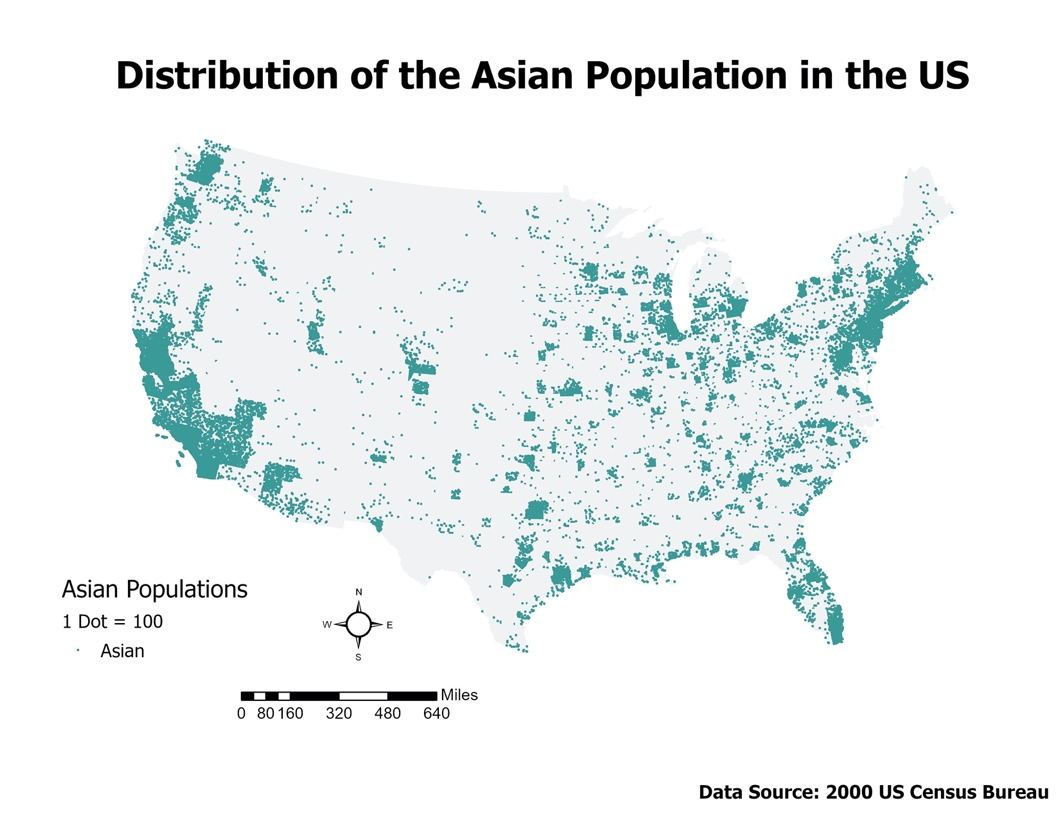 Distribution of the Asian Population in the US
Asian Populations
1 Dot = 100
Asian
N
W E
S
Miles
0 80 160 320 480 640
Data Source: 2000 US Census Bureau